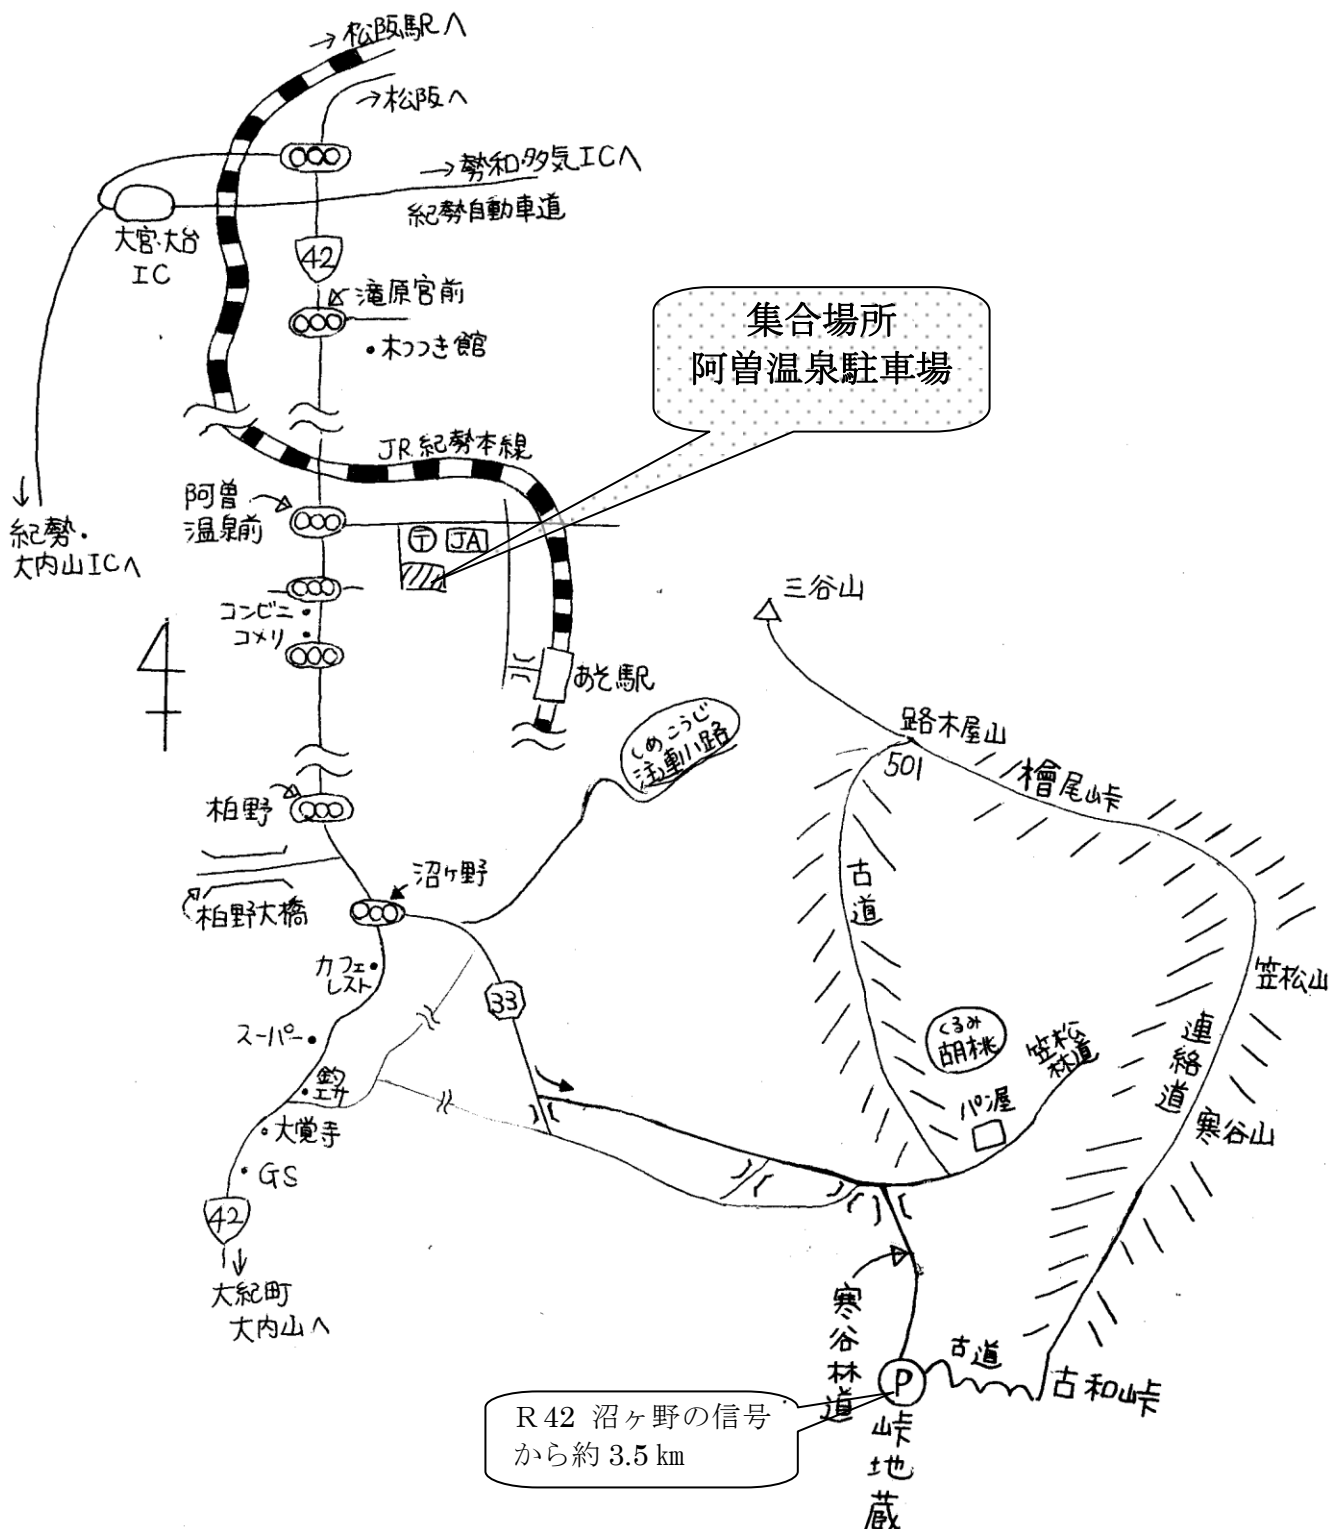 →松阪駅へ
→松阪へ
→勢和多気ICへ
紀勢自動車道
大宮・大台
IC
42
滝原宮前
・木つつき館
集合場所
阿曽温泉駐車場
JR紀勢本線
阿曽
温泉前
〒 JA
紀勢・
大内山ICへ
コンビニ
コメリ
あそ駅
三谷山
しめこうじ
注連小路
路木屋山
501
檜尾峠
柏野
沼ヶ野
柏野大橋
古道
カフェ
レスト
33
笠松山
スーパー
くるみ
胡桃
笠松
林道
連絡道
釣エサ
パン屋
大覚寺
寒谷山
GS
42
大紀町
大内山へ
寒谷林道
古道
P
古和峠
峠地蔵
R42 沼ヶ野の信号
から約3.5㎞